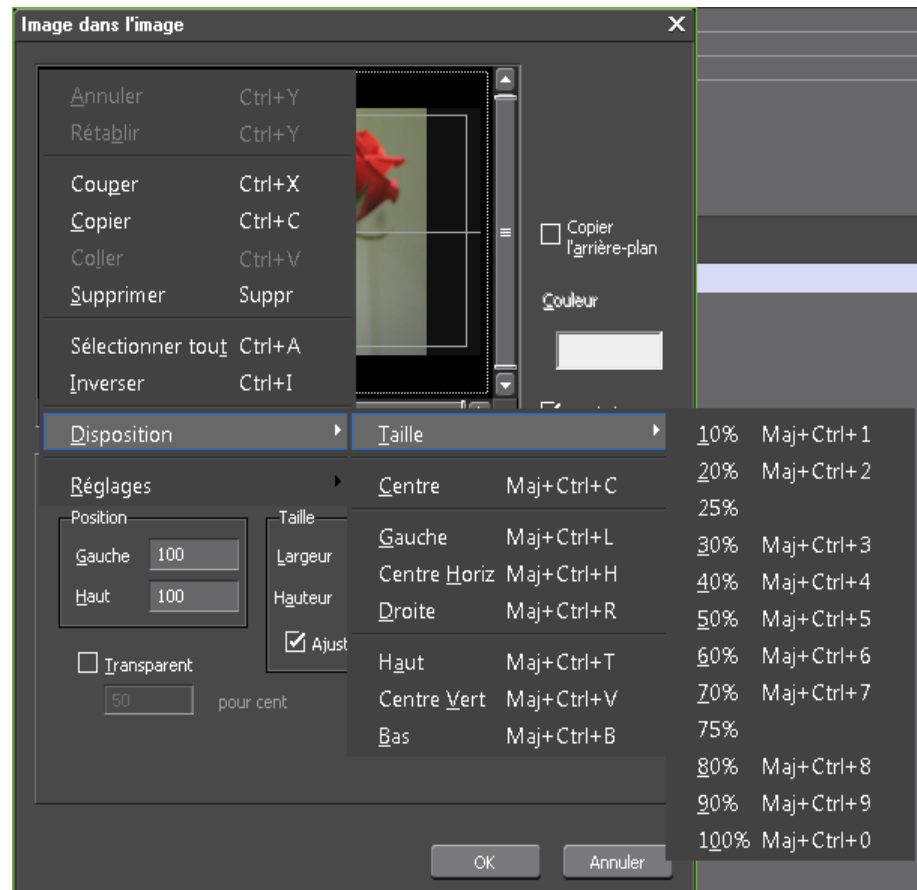 Image dans l'image
Annuler Ctrl+Y
Rétablir Ctrl+Y
Couper Ctrl+X
Copier Ctrl+C
Coller Ctrl+V
Supprimer Suppr
Sélectionner tout Ctrl+A
Inverser Ctrl+I
Disposition
Réglages
Copier
l'arrière-plan
Couleur
Taille
Centre Maj+Ctrl+C
Gauche Maj+Ctrl+L
Centre Horiz Maj+Ctrl+H
Droite Maj+Ctrl+R
Haut Maj+Ctrl+T
Centre Vert Maj+Ctrl+V
Bas Maj+Ctrl+B
10% Maj+Ctrl+1
20% Maj+Ctrl+2
25%
30% Maj+Ctrl+3
40% Maj+Ctrl+4
50% Maj+Ctrl+5
60% Maj+Ctrl+6
70% Maj+Ctrl+7
75%
80% Maj+Ctrl+8
90% Maj+Ctrl+9
100% Maj+Ctrl+0
Position
Gauche 100
Haut 100
Taille
Largeur
Hauteur
Ajust
Transparent
50 pour cent
OK Annuler